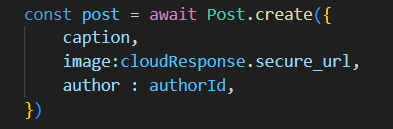 const post = await Post.create({
    caption,
    image:cloudResponse.secure_url,
    author : authorId,
})